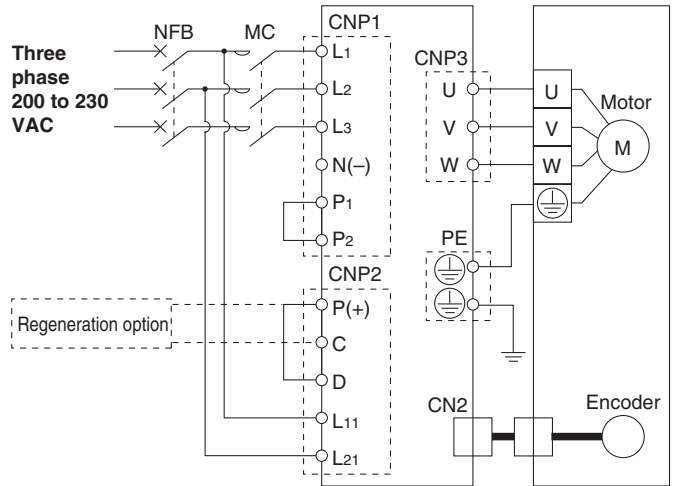 NFB
MC
CNP1
Three
phase
200 to 230
VAC
L1
L2
L3
N(−)
P1
P2
CNP2
Regeneration option
P(+)
C
D
L11
L21
CNP3
U
V
W
PE
CN2
U
V
W
Motor
M
Encoder